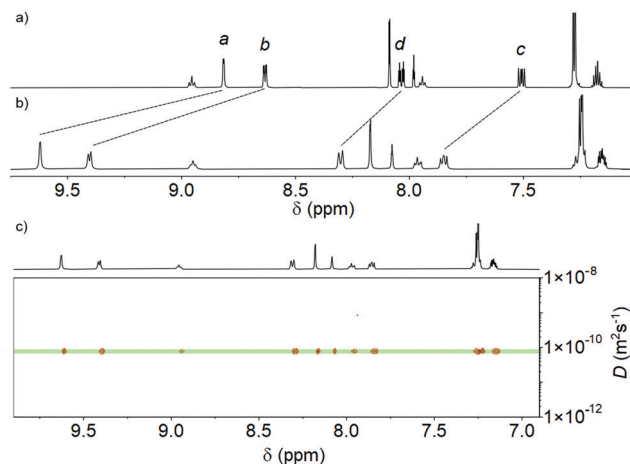 a)
a
b
d
c
b)
9.5 9.0 8.5 8.0 7.5
δ (ppm)
c)
1×10⁻⁸
1×10⁻¹⁰
1×10⁻¹²
D (m²s⁻¹)
9.5 9.0 8.5 8.0 7.5 7.0
δ (ppm)